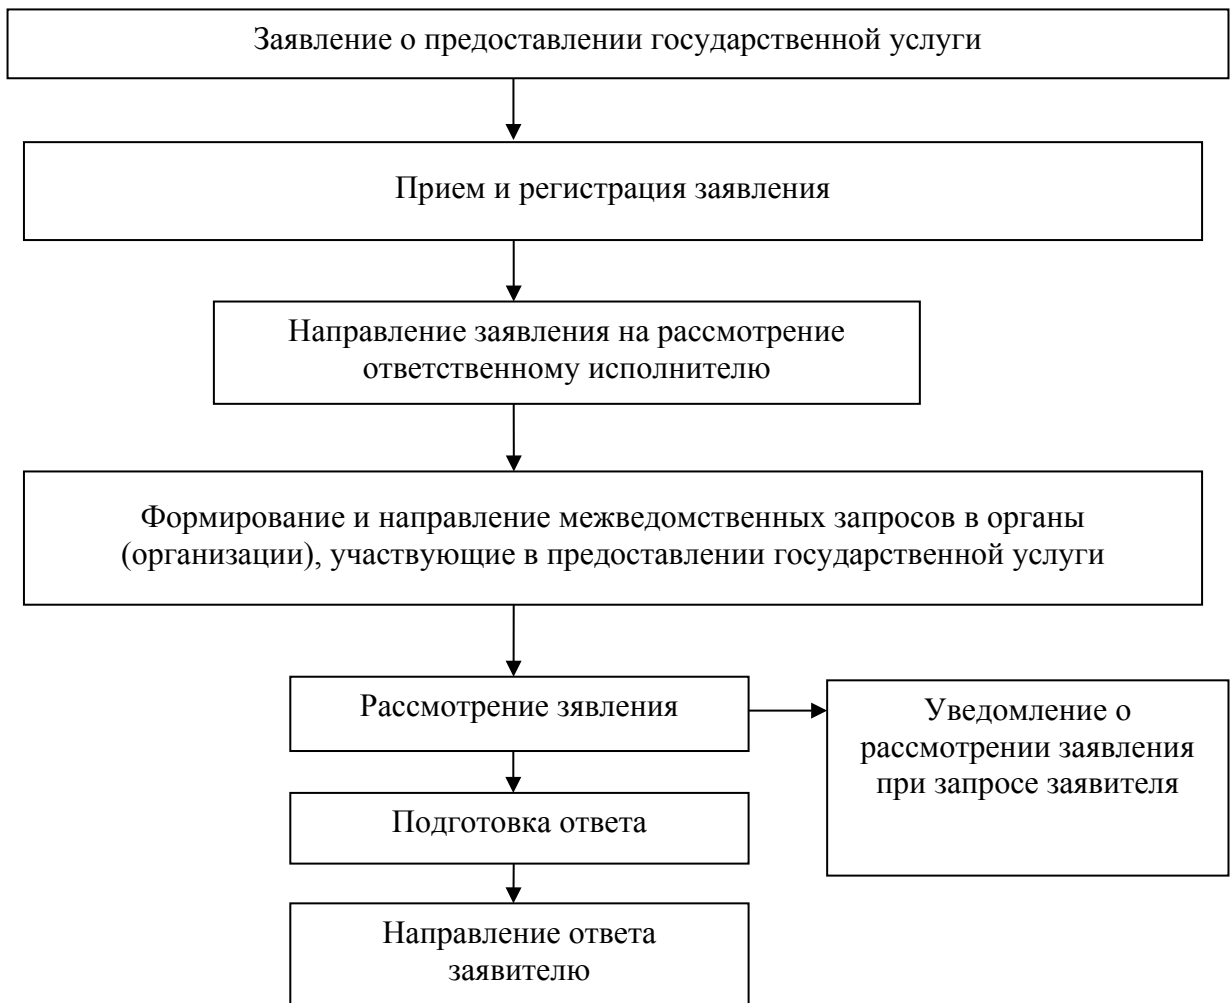 Заявление о предоставлении государственной услуги
Прием и регистрация заявления
Направление заявления на рассмотрение
ответственному исполнителю
Формирование и направление межведомственных запросов в органы
(организации), участвующие в предоставлении государственной услуги
Рассмотрение зявления
Уведомление о
рассмотрении заявления
при запросе заявителя
Подготовка ответа
Направление ответа
заявителю